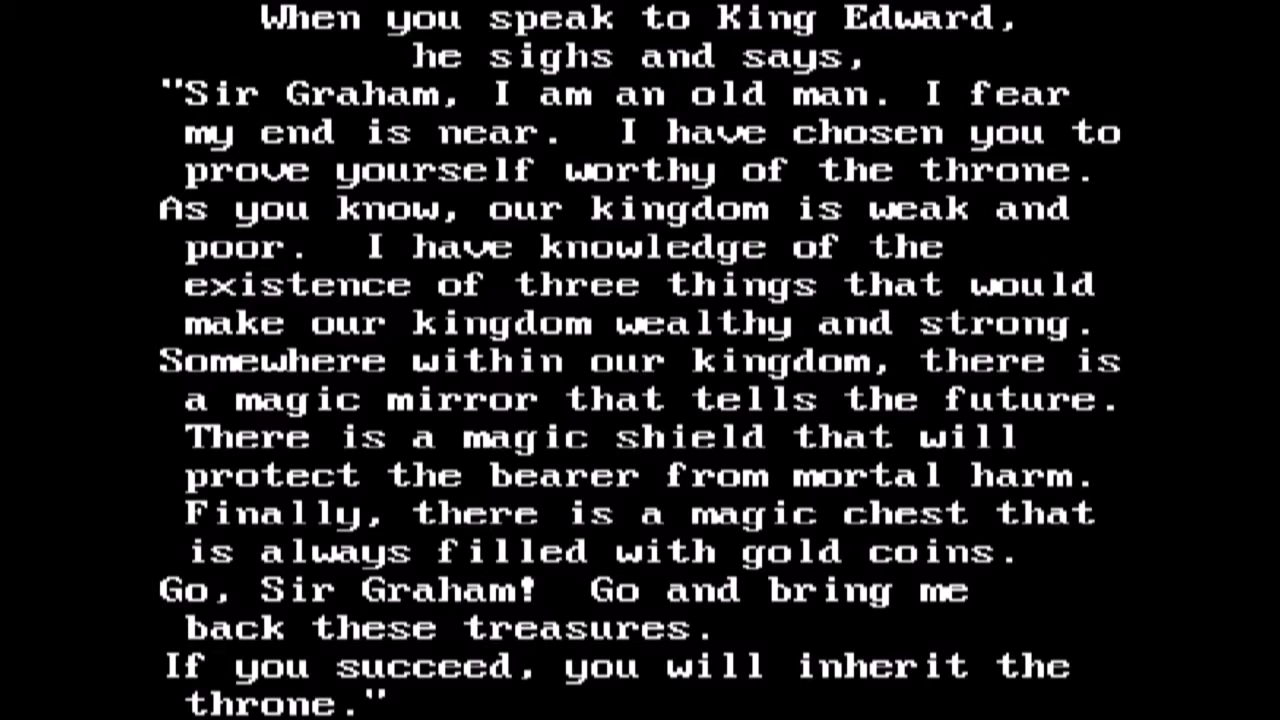 When you speak to King Edward,
he sighs and says,
"Sir Graham, I am an old man. I fear
my end is near.  I have chosen you to
prove yourself worthy of the throne.
As you know, our kingdom is weak and
poor.  I have knowledge of the
existence of three things that would
make our kingdom wealthy and strong.
Somewhere within our kingdom, there is
a magic mirror that tells the future.
There is a magic shield that will
protect the bearer from mortal harm.
Finally, there is a magic chest that
is always filled with gold coins.
Go, Sir Graham!  Go and bring me
back these treasures.
If you succeed, you will inherit the
throne."